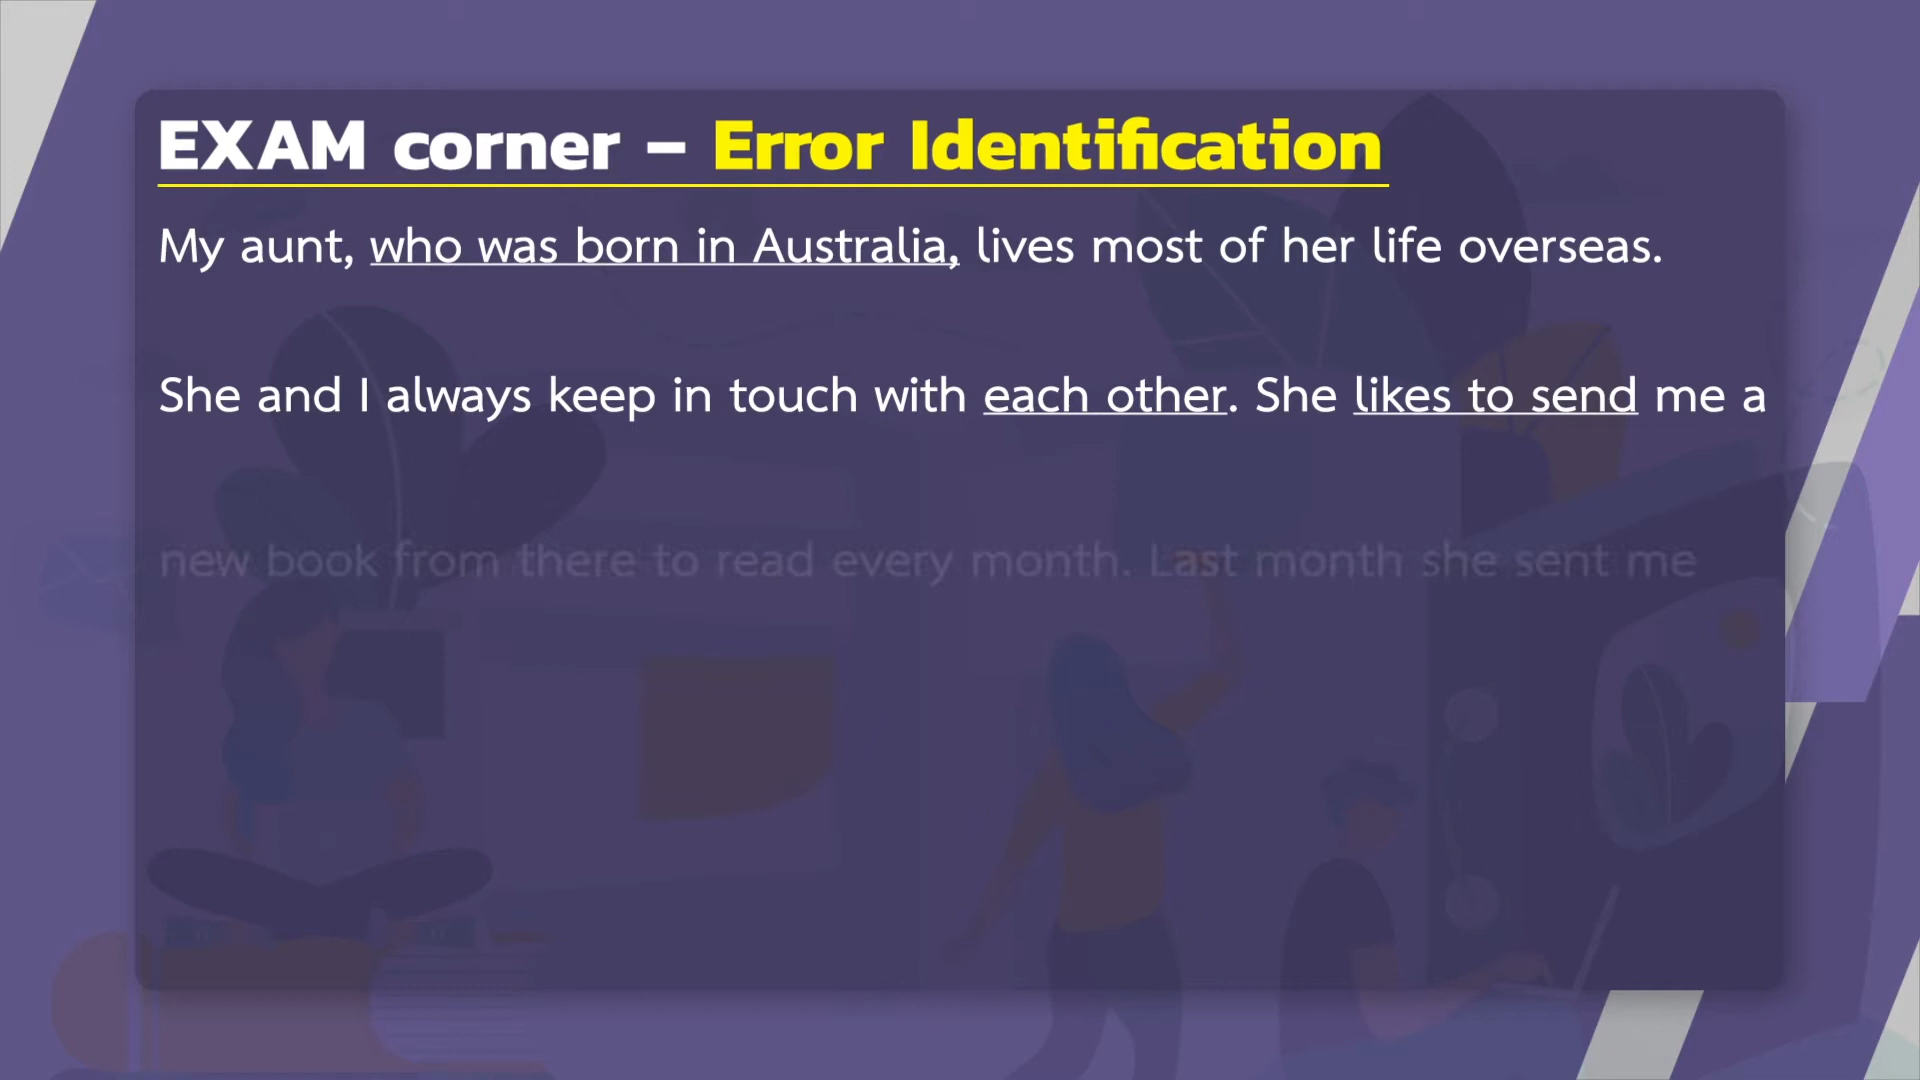 EXAM corner – Error Identification
My aunt, who was born in Australia, lives most of her life overseas.
She and I always keep in touch with each other. She likes to send me a
new book from there to read every month. Last month she sent me